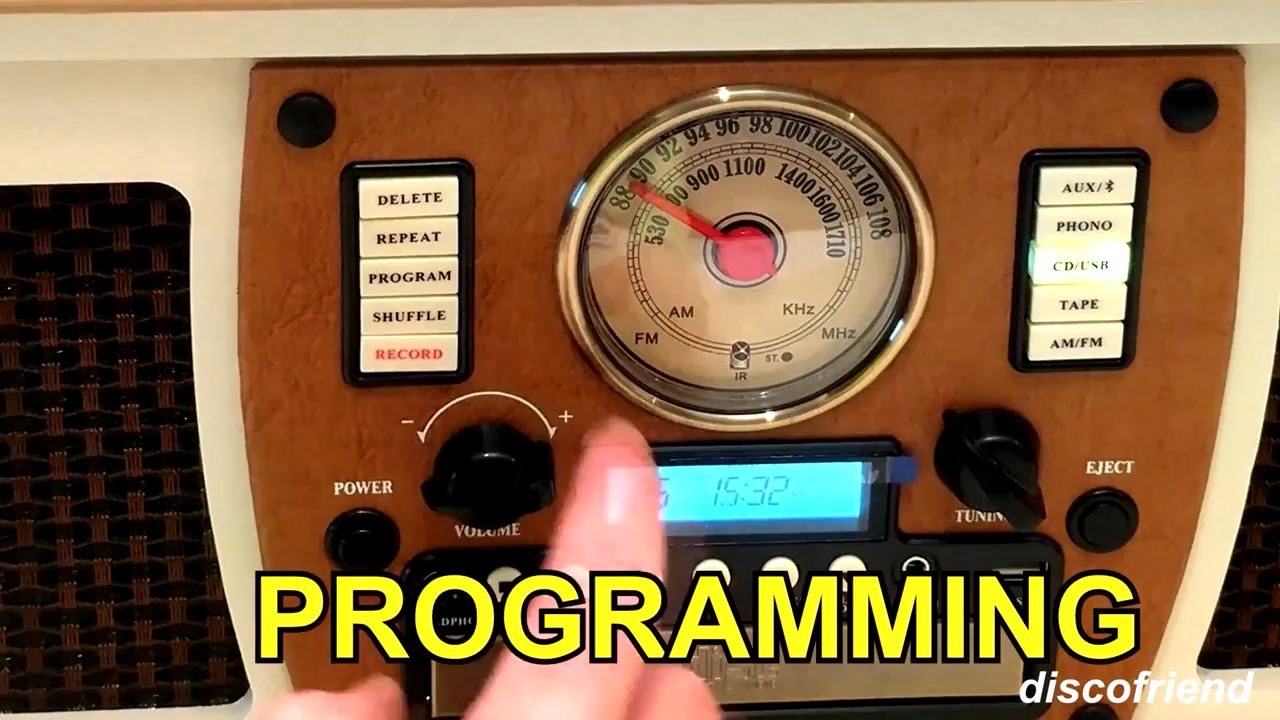 DELETE
REPEAT
PROGRAM
SHUFFLE
RECORD
88 90 92 94 96 98 100 102 104 106 108
530 900 1100 1400 1600 1710
AM
KHz
FM
MHz
ST.
IR
AUX/
PHONO
CD/USB
TAPE
AM/FM
− +
POWER
VOLUME
15:32
EJECT
PROGRAMMING
discofriend